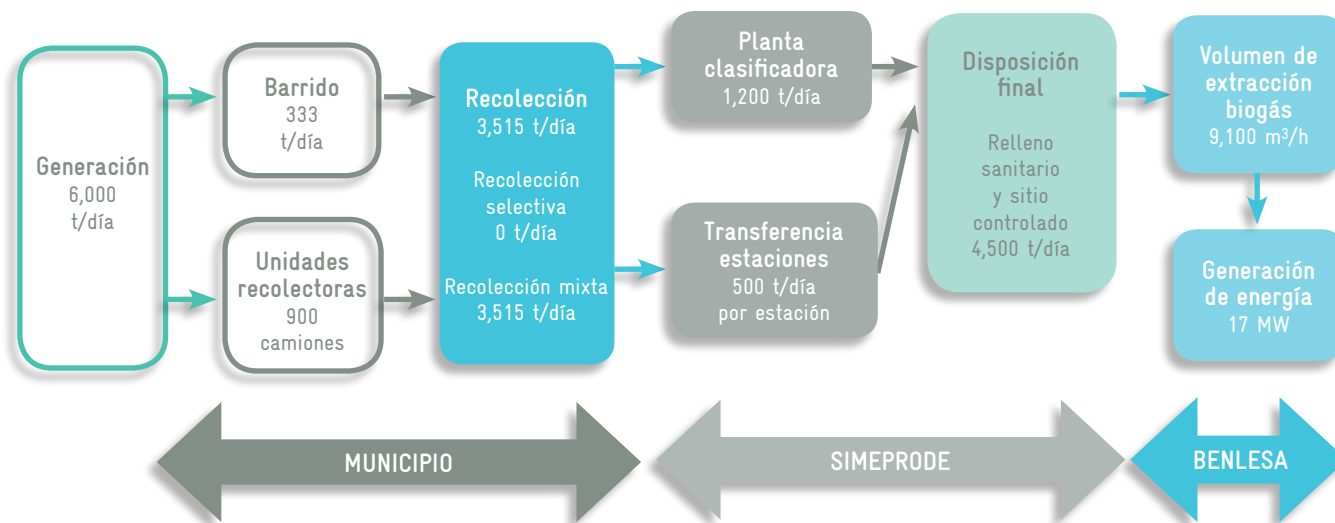 Generación
6,000
t/día
Barrido
333
t/día
Unidades
recolectoras
900
camiones
Recolección
3,515 t/día
Recolección
selectiva
0 t/día
Recolección mixta
3,515 t/día
Planta
clasificadora
1,200 t/día
Transferencia
estaciones
500 t/día
por estación
Disposición
final
Relleno
sanitario
y sitio
controlado
4,500 t/día
Volumen de
extracción
biogás
9,100 m³/h
Generación
de energía
17 MW
MUNICIPIO
SIMEPRODE
BENLESA